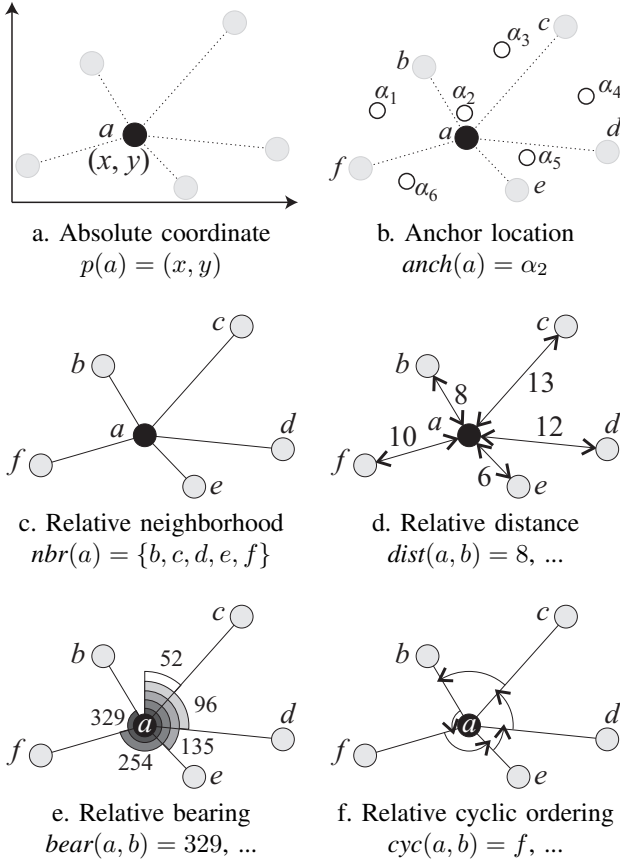 a
(x, y)
a. Absolute coordinate
p(a) = (x, y)
c
α3
b
α1
α2
α4
a
d
α5
f
α6
e
b. Anchor location
anch(a) = α2
c
b
a
d
f
e
c. Relative neighborhood
nbr(a) = {b, c, d, e, f}
c
b
13
8
a
d
12
10
f
6
e
d. Relative distance
dist(a, b) = 8, ...
c
b
52
96
329
a
d
f
135
254
e
e. Relative bearing
bear(a, b) = 329, ...
c
b
a
d
f
e
f. Relative cyclic ordering
cyc(a, b) = f, ...